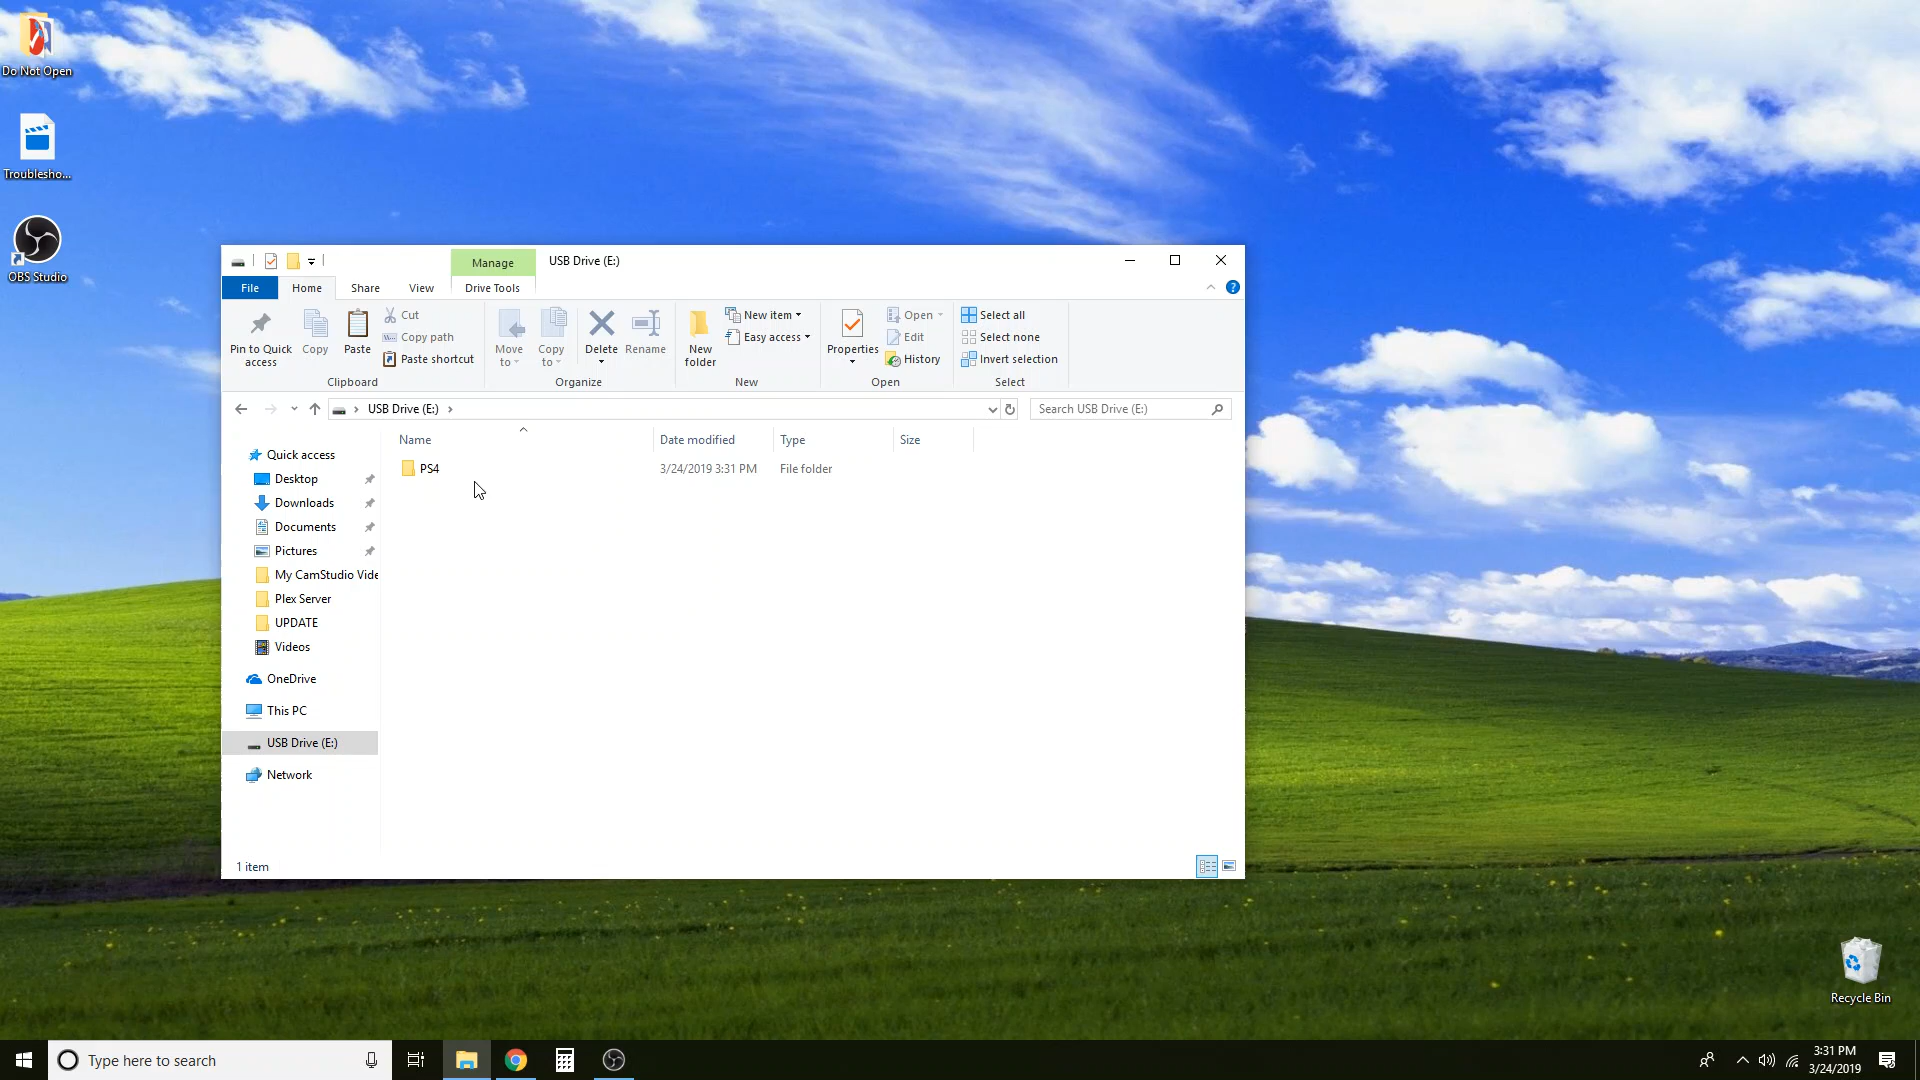 Do Not Open
Troublesho...
OBS Studio
Manage
USB Drive (E:)
File
Home
Share
View
Drive Tools
Pin to Quick
access
Copy
Paste
Cut
Copy path
Paste shortcut
Clipboard
Move
to
Copy
to
Delete
Rename
Organize
New
folder
New item
Easy access
New
Properties
Open
Edit
History
Open
Select all
Select none
Invert selection
Select
USB Drive (E:)
Search USB Drive (E:)
Name
Date modified
Type
Size
PS4
3/24/2019 3:31 PM
File folder
Quick access
Desktop
Downloads
Documents
Pictures
My CamStudio Vide
Plex Server
UPDATE
Videos
OneDrive
This PC
USB Drive (E:)
Network
1 item
Recycle Bin
Type here to search
3:31 PM
3/24/2019